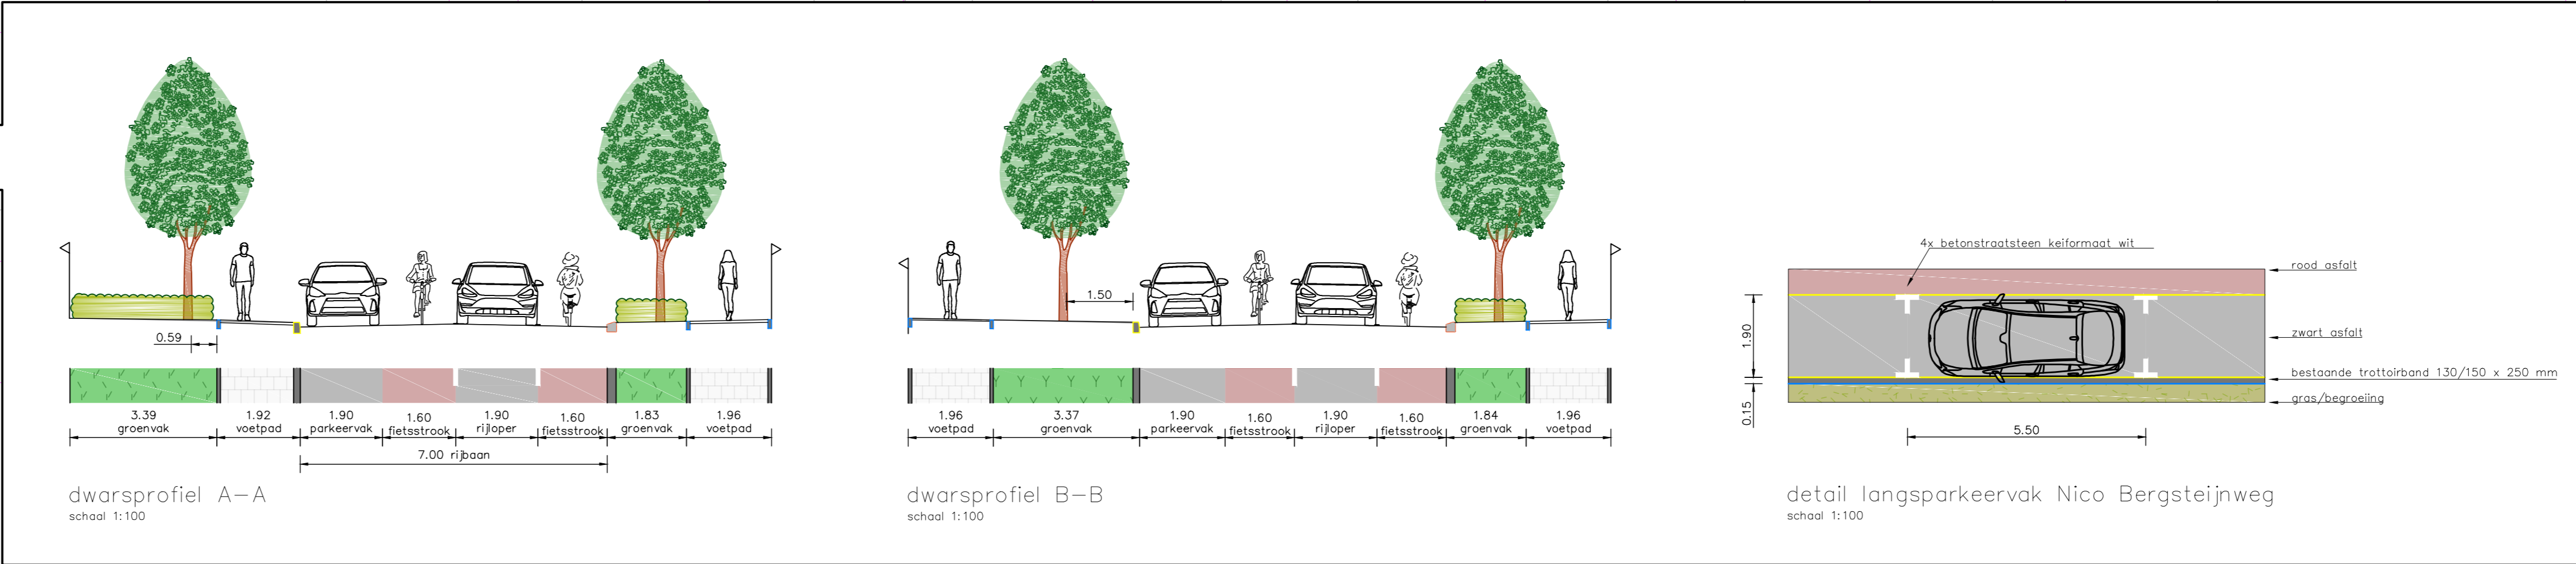 0.59
3.39
groenvak
1.92
voetpad
1.90
parkeervak
1.60
fietsstrook
1.90
rijloper
1.60
fietsstrook
1.83
groenvak
1.96
voetpad
7.00 rijbaan
dwarsprofiel A-A
schaal 1:100
1.50
1.96
voetpad
3.37
groenvak
1.90
parkeervak
1.60
fietsstrook
1.90
rijloper
1.60
fietsstrook
1.84
groenvak
1.96
voetpad
dwarsprofiel B-B
schaal 1:100
4x betonstraatsteen keiformaat wit
rood asfalt
zwart asfalt
bestaande trottoirband 130/150 x 250 mm
gras/begroeiing
1.90
0.15
5.50
detail langsparkeervak Nico Bergsteijnweg
schaal 1:100